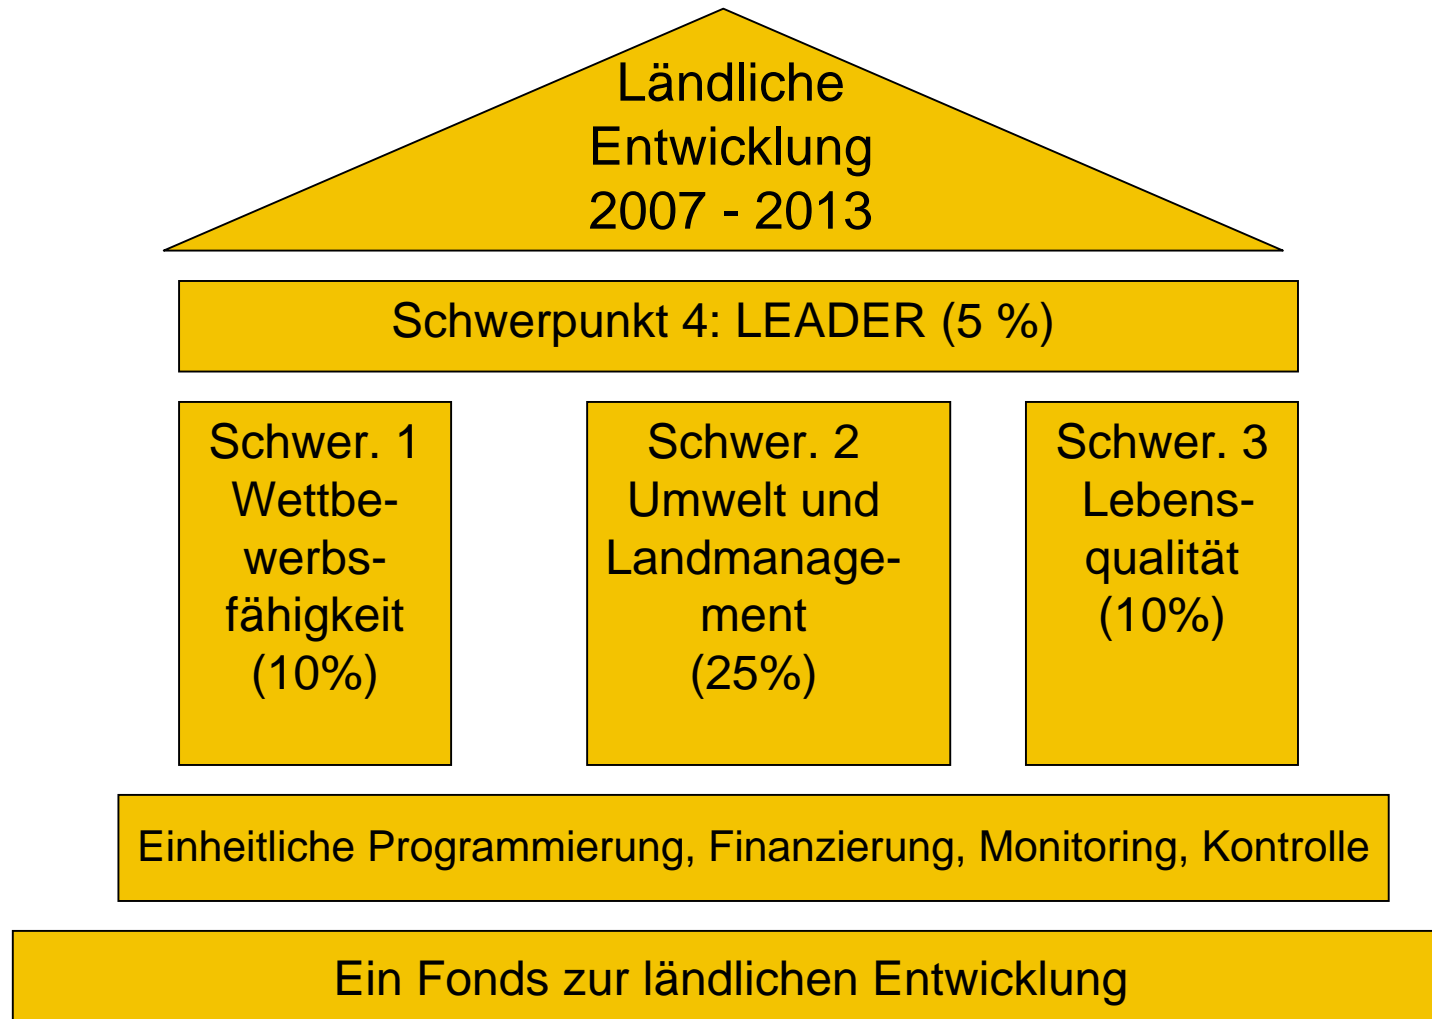 Ländliche
Entwicklung
2007 - 2013
Schwerpunkt 4: LEADER (5 %)
Schwer. 1
Wettbe-
werbs-
fähigkeit
(10%)
Schwer. 2
Umwelt und
Landmanage-
ment
(25%)
Schwer. 3
Lebens-
qualität
(10%)
Einheitliche Programmierung, Finanzierung, Monitoring, Kontrolle
Ein Fonds zur ländlichen Entwicklung